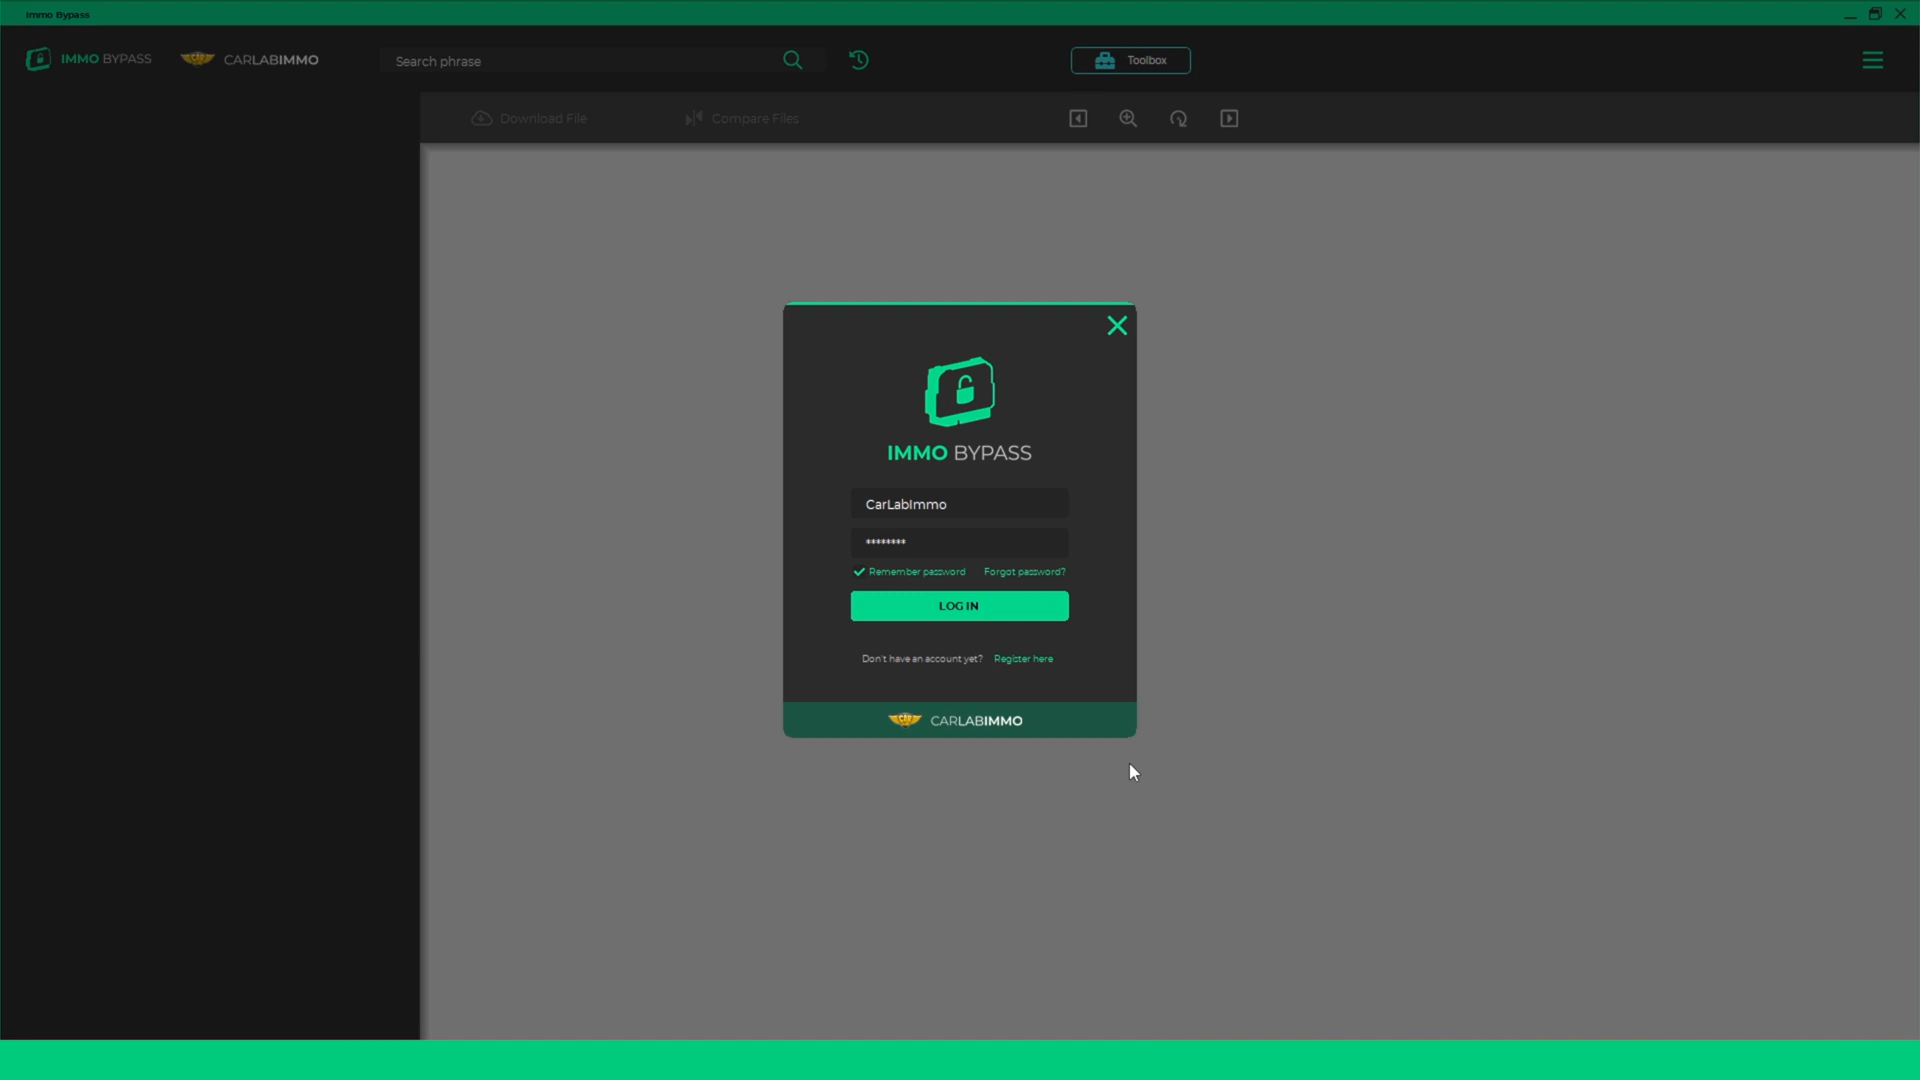 Immo Bypass
IMMO BYPASS
CARLABIMMO
Search phrase
Toolbox
Download File
Compare Files
IMMO BYPASS
CarLabImmo
********
Remember password
Forgot password?
LOG IN
Don't have an account yet?
Register here
CARLABIMMO